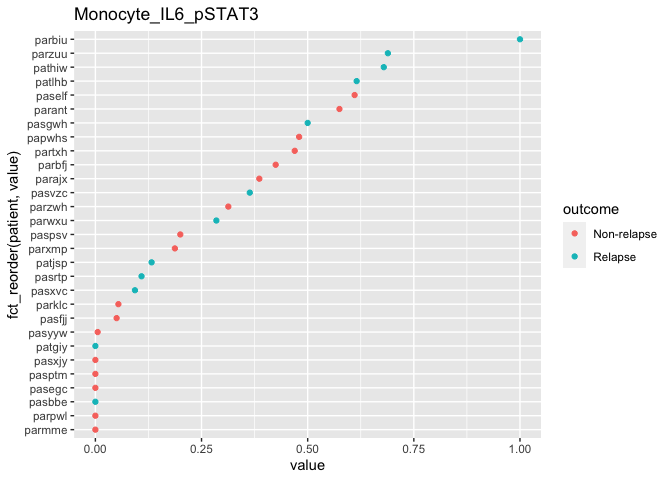 Monocyte_IL6_pSTAT3
fct_reorder(patient, value)
parbiu
parzuu
pathiw
patlhb
paself
parant
pasgwh
papwhs
partxh
parbfj
parajx
pasvzc
parzwh
parwxu
paspsv
parxmp
patjsp
pasrtp
pasxvc
parklc
pasfjj
pasyyw
patgiy
pasxjy
pasptm
pasegc
pasbbe
parpwl
parmme
0.00 0.25 0.50 0.75 1.00
value
outcome
Non-relapse
Relapse